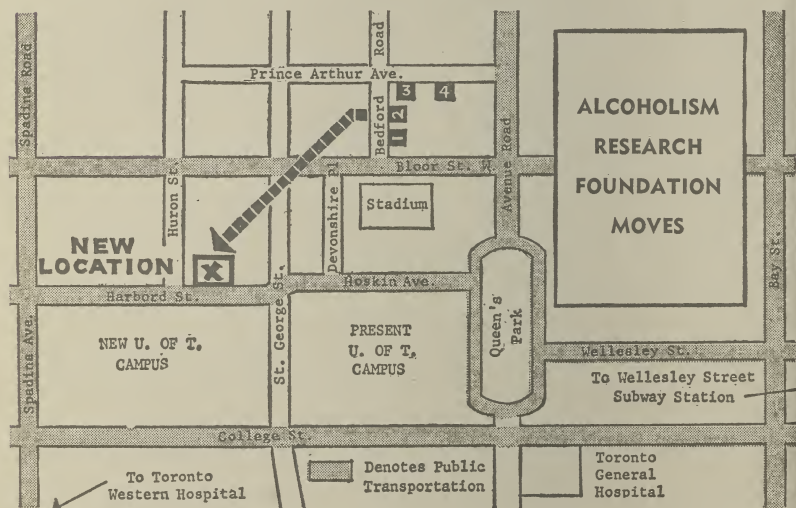 Spadina Road
Road
Prince Arthur Ave.
3
4
Bedford
2
1
Bloor St. W
Avenue Road
ALCOHOLISM
RESEARCH
FOUNDATION
MOVES
Huron St.
Devonshire Pl
Stadium
Bay St.
NEW
LOCATION
X
Harbord St.
Hoskin Ave.
Queen's
Park
Spadina Ave.
NEW U. OF T.
CAMPUS
St. George St.
PRESENT
U. OF T.
CAMPUS
Wellesley St.
To Wellesley Street
Subway Station
College St.
To Toronto
Western Hospital
Denotes Public
Transportation
Toronto
General
Hospital